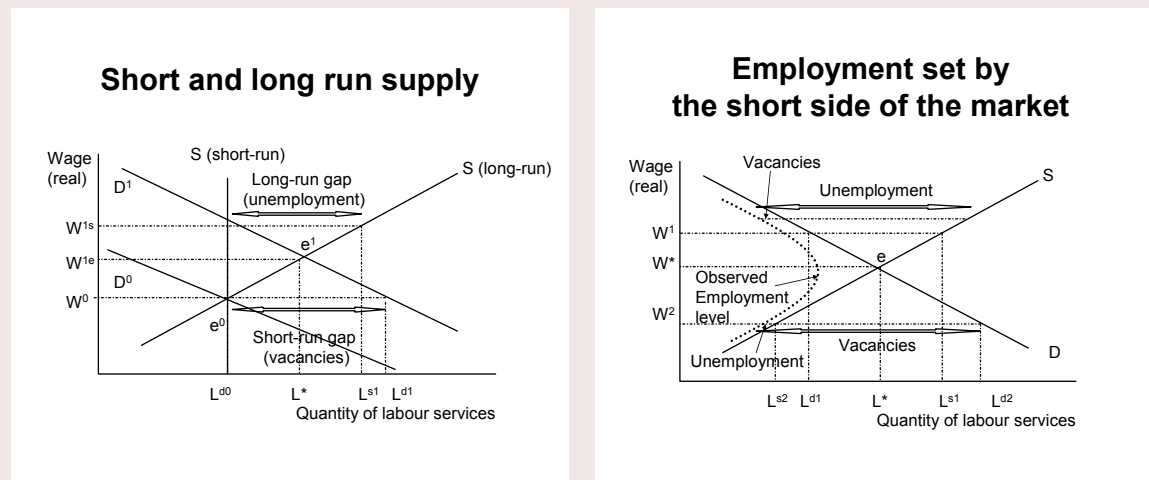 Short and long run supply
Wage
(real)
S (short-run)
S (long-run)
D¹
Long-run gap
(unemployment)
W¹ˢ
e¹
W¹ᵉ
D⁰
W⁰
e⁰
Short-run gap
(vacancies)
Lᵈ⁰
L*
Lˢ¹
Lᵈ¹
Quantity of labour services
Employment set by
the short side of the market
Wage
(real)
Vacancies
S
Unemployment
W¹
W*
e
Observed
Employment
level
W²
Vacancies
Unemployment
D
Lˢ²
Lᵈ¹
L*
Lˢ¹
Lᵈ²
Quantity of labour services